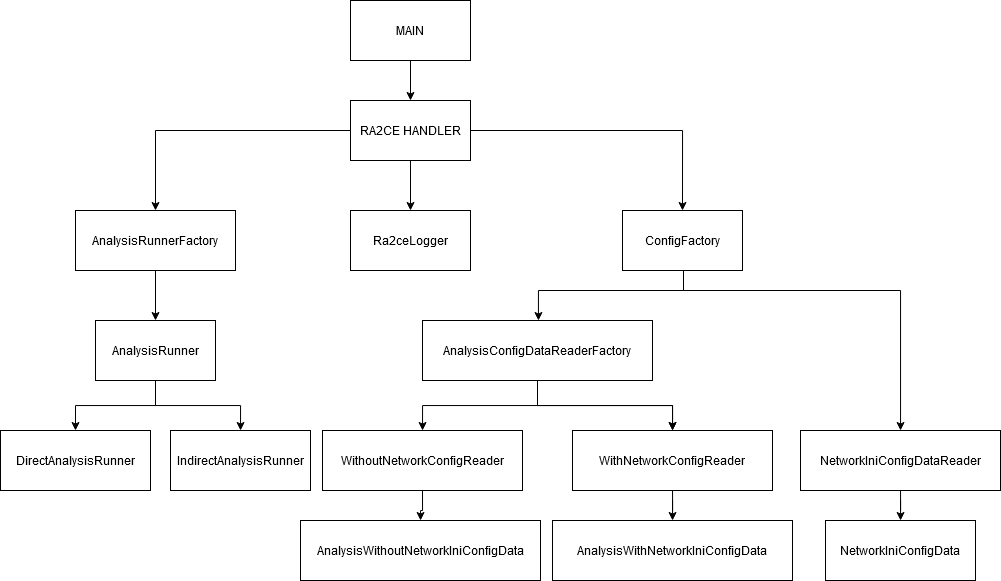 MAIN
RA2CE HANDLER
AnalysisRunnerFactory
Ra2ceLogger
ConfigFactory
AnalysisRunner
AnalysisConfigDataReaderFactory
DirectAnalysisRunner
IndirectAnalysisRunner
WithoutNetworkConfigReader
WithNetworkConfigReader
NetworkIniConfigDataReader
AnalysisWithoutNetworkIniConfigData
AnalysisWithNetworkIniConfigData
NetworkIniConfigData